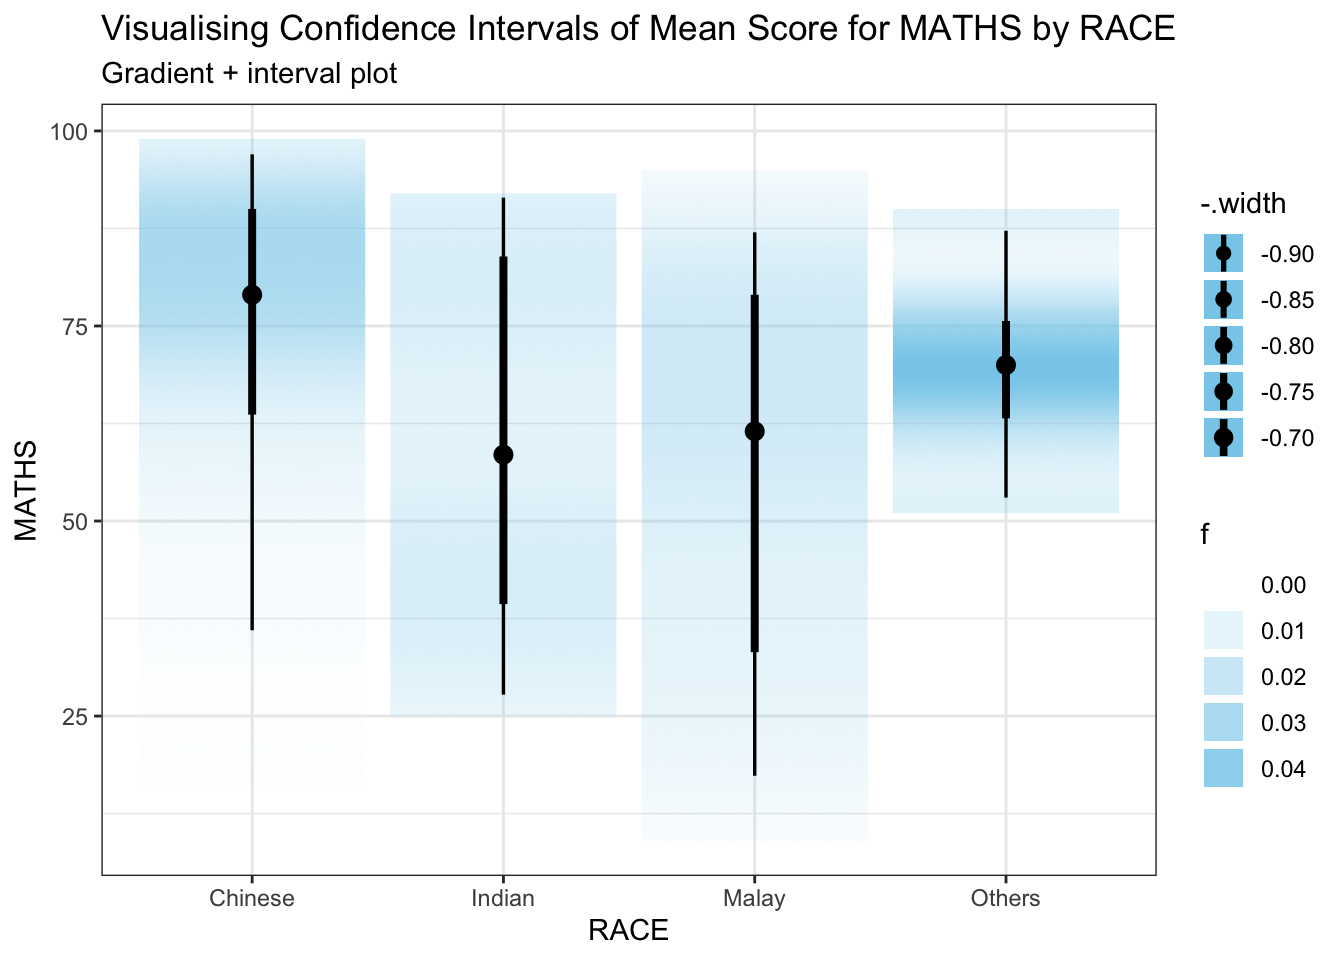 Visualising Confidence Intervals of Mean Score for MATHS by RACE
Gradient + interval plot
100
75
50
25
MATHS
Chinese
Indian
Malay
Others
RACE
-.width
-0.90
-0.85
-0.80
-0.75
-0.70
f
0.00
0.01
0.02
0.03
0.04